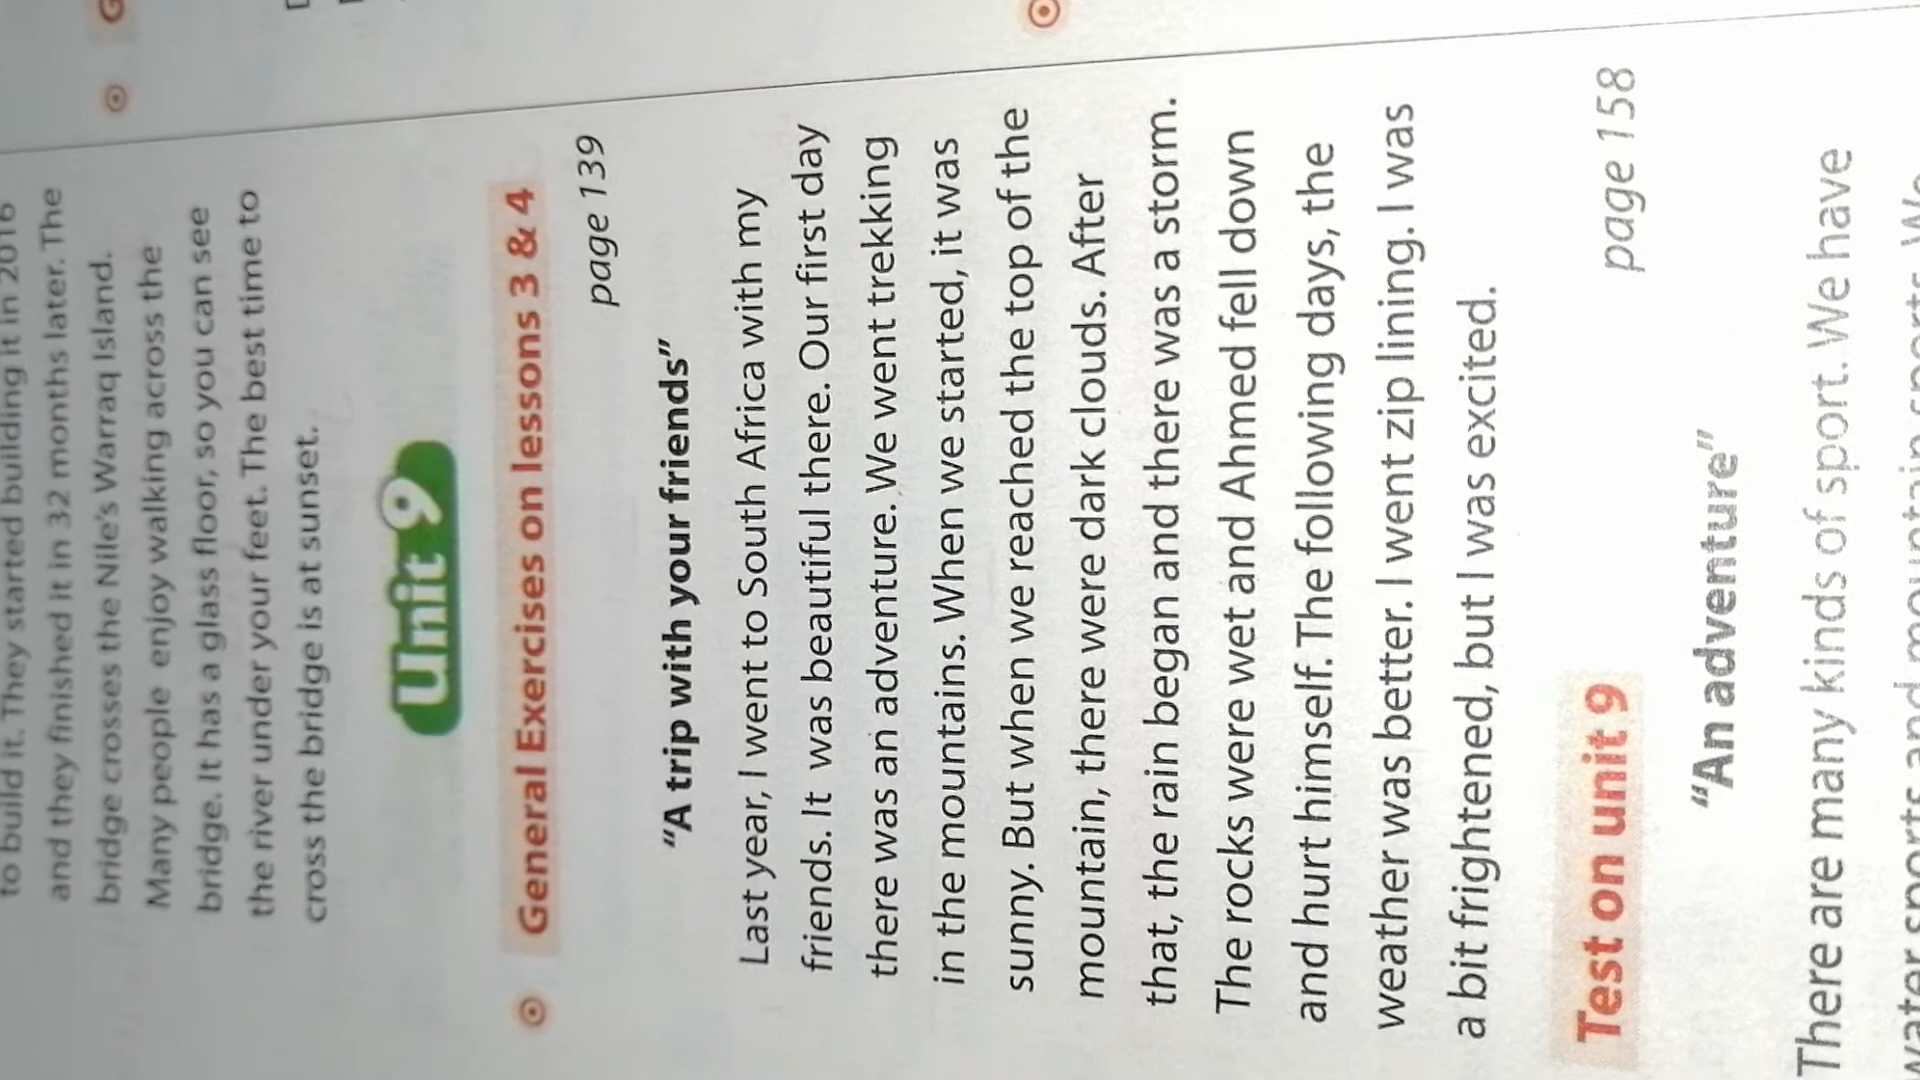 to build it. They started building it in 2016
and they finished it in 32 months later. The
bridge crosses the Nile's Warraq Island.
Many people enjoy walking across the
bridge. It has a glass floor, so you can see
the river under your feet. The best time to
cross the bridge is at sunset.
Unit 9
General Exercises on lessons 3 & 4
page 139
"A trip with your friends"
Last year, I went to South Africa with my
friends. It was beautiful there. Our first day
there was an adventure. We went trekking
in the mountains. When we started, it was
sunny. But when we reached the top of the
mountain, there were dark clouds. After
that, the rain began and there was a storm.
The rocks were wet and Ahmed fell down
and hurt himself. The following days, the
weather was better. I went zip lining. I was
a bit frightened, but I was excited.
Test on unit 9
page 158
"An adventure"
There are many kinds of sport. We have
water sports and mountain sports. We